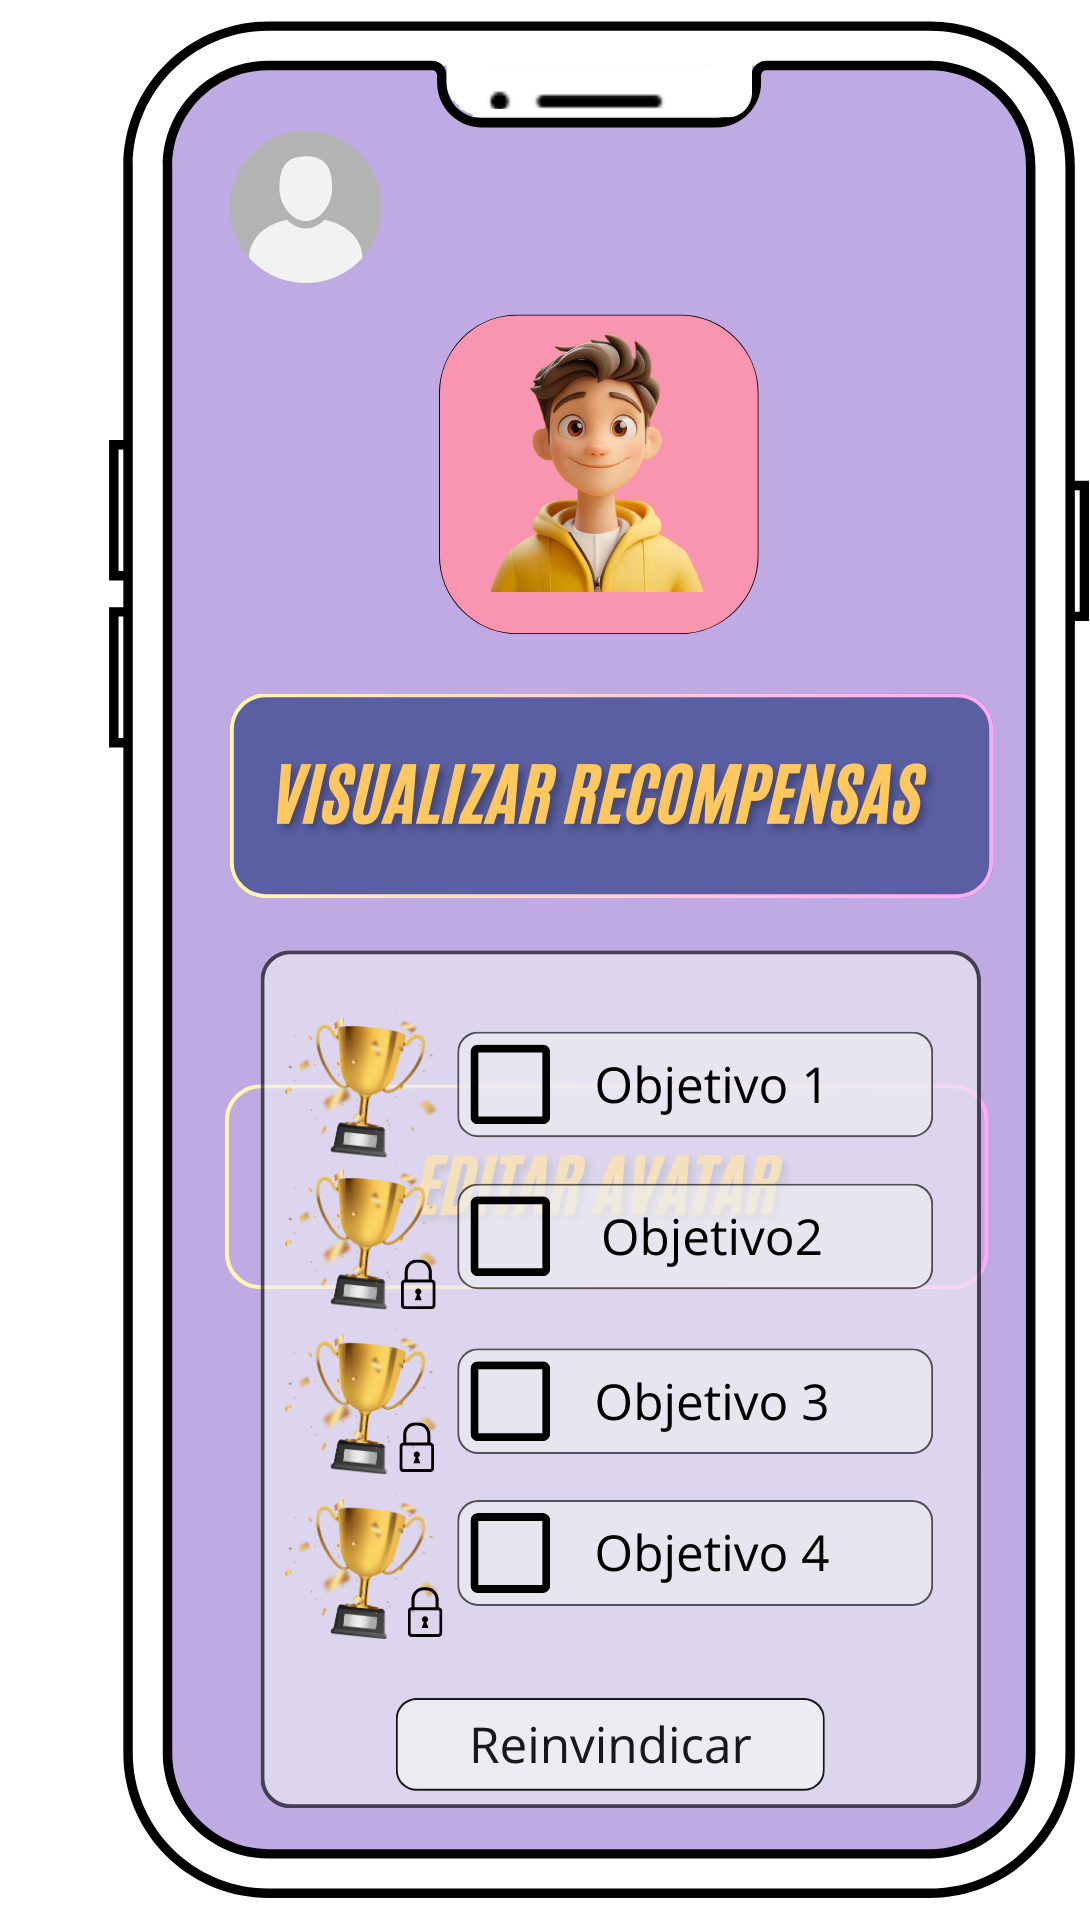 VISUALIZAR RECOMPENSAS
Objetivo 1
EDITAR AVATAR
Objetivo2
Objetivo 3
Objetivo 4
Reinvindicar